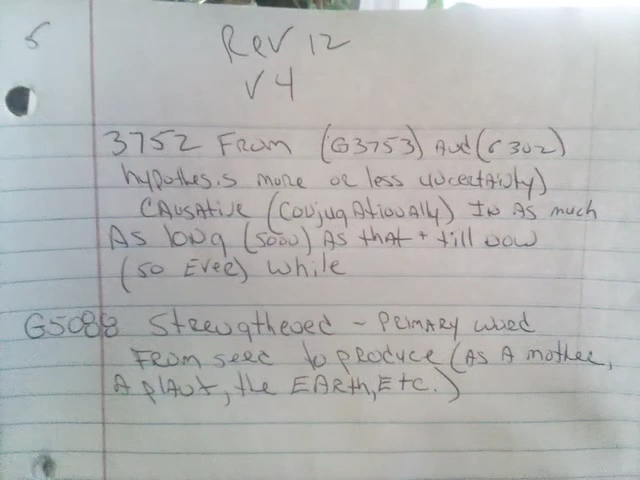 5
Rev 12
v 4
3752 From (G3753) And (G302)
hypothesis more or less uncertainty)
Causative (conjugationally) In as much
As long (soon) As that + till now
(so Ever) while
G5088 Strengthened - Primary word
From seed to produce (As A mother,
A plant, the EArth, Etc.)